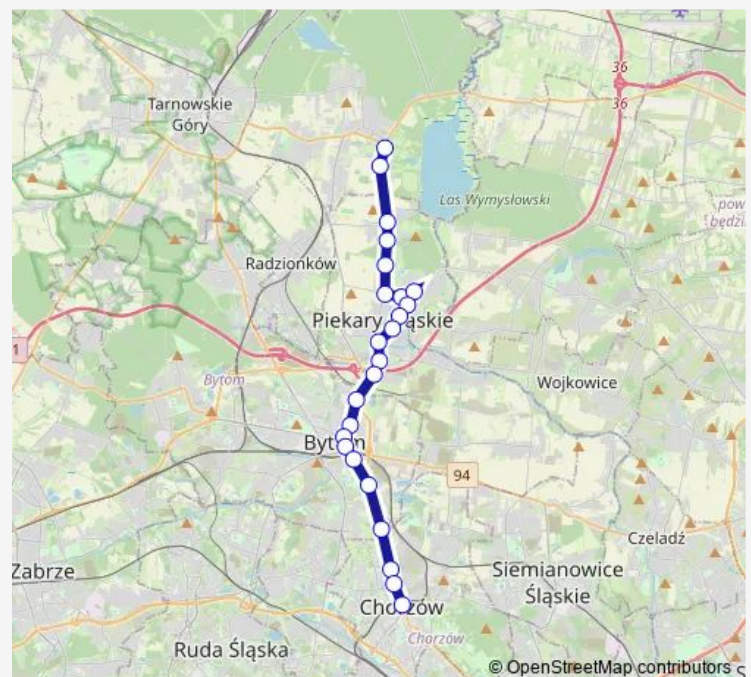 36
36
Tarnowskie
Góry
Las Wymysłowski
pow
będzi
Radzionków
Piekary Śląskie
1
Bytom
Wojkowice
Bytom
94
Czeladź
Zabrze
Siemianowice
Śląskie
Chorzów
Chorzów
Ruda Śląska
© OpenStreetMap contributors
S